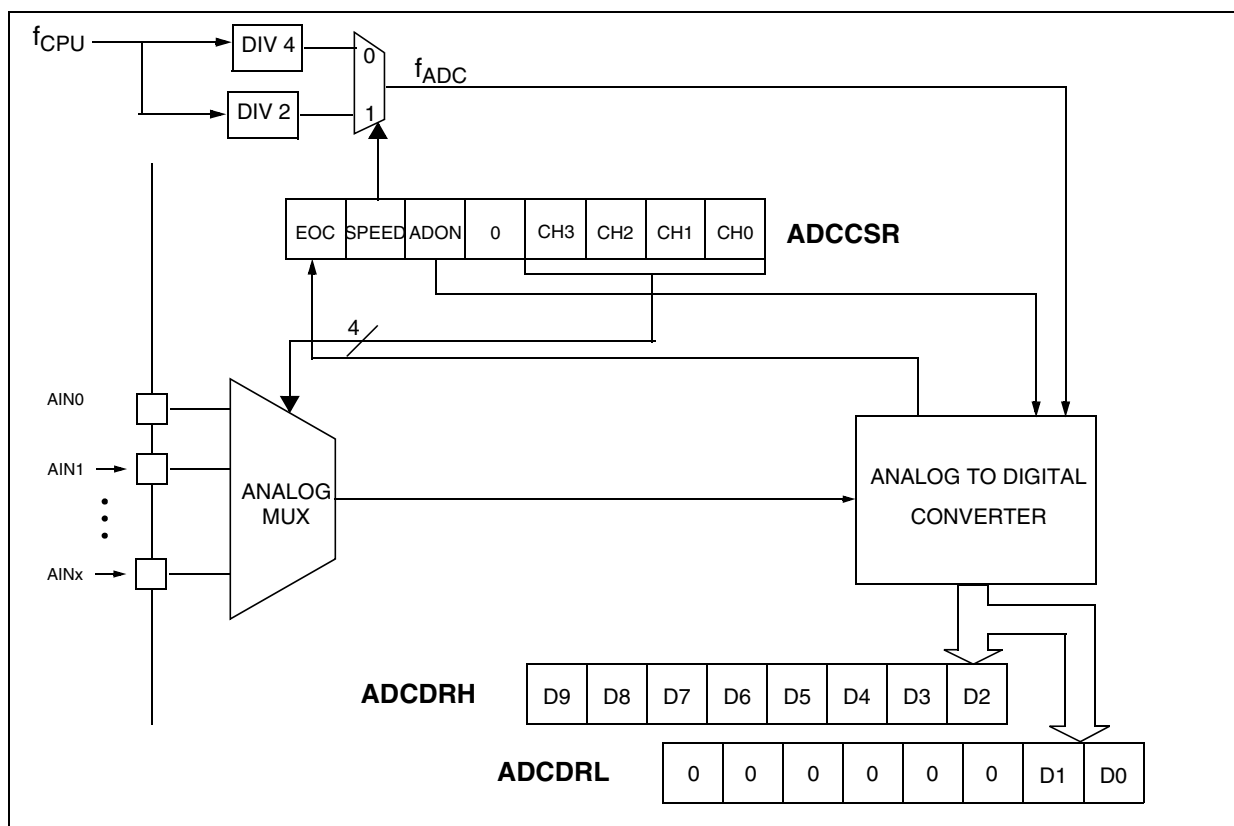 fCPU
DIV 4
0
fADC
DIV 2
1
EOC SPEED ADON 0 CH3 CH2 CH1 CH0 ADCCSR
4
AIN0
AIN1
ANALOG
MUX
AINx
ANALOG TO DIGITAL
CONVERTER
ADCDRH D9 D8 D7 D6 D5 D4 D3 D2
ADCDRL 0 0 0 0 0 0 D1 D0